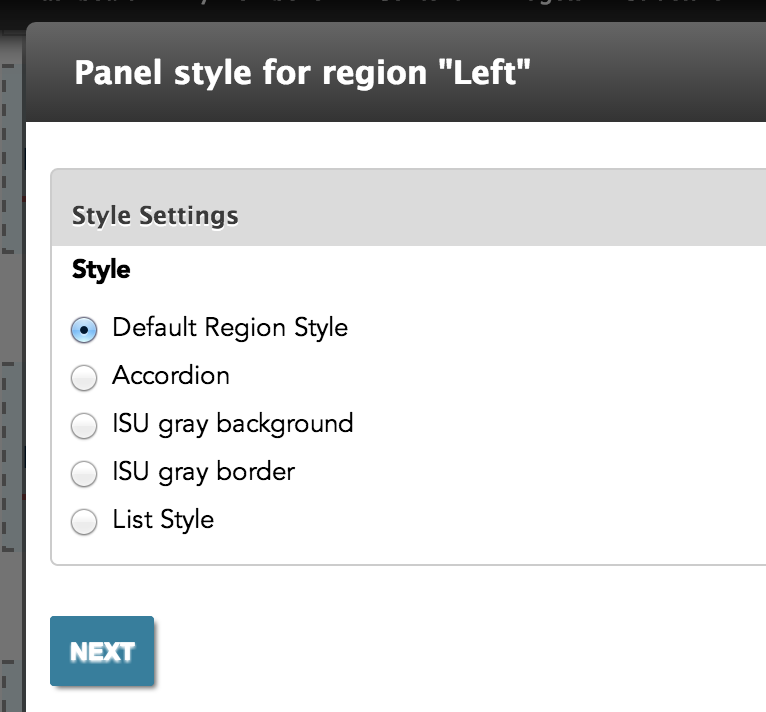 Panel style for region "Left"
Style Settings
Style
Default Region Style
Accordion
ISU gray background
ISU gray border
List Style
NEXT